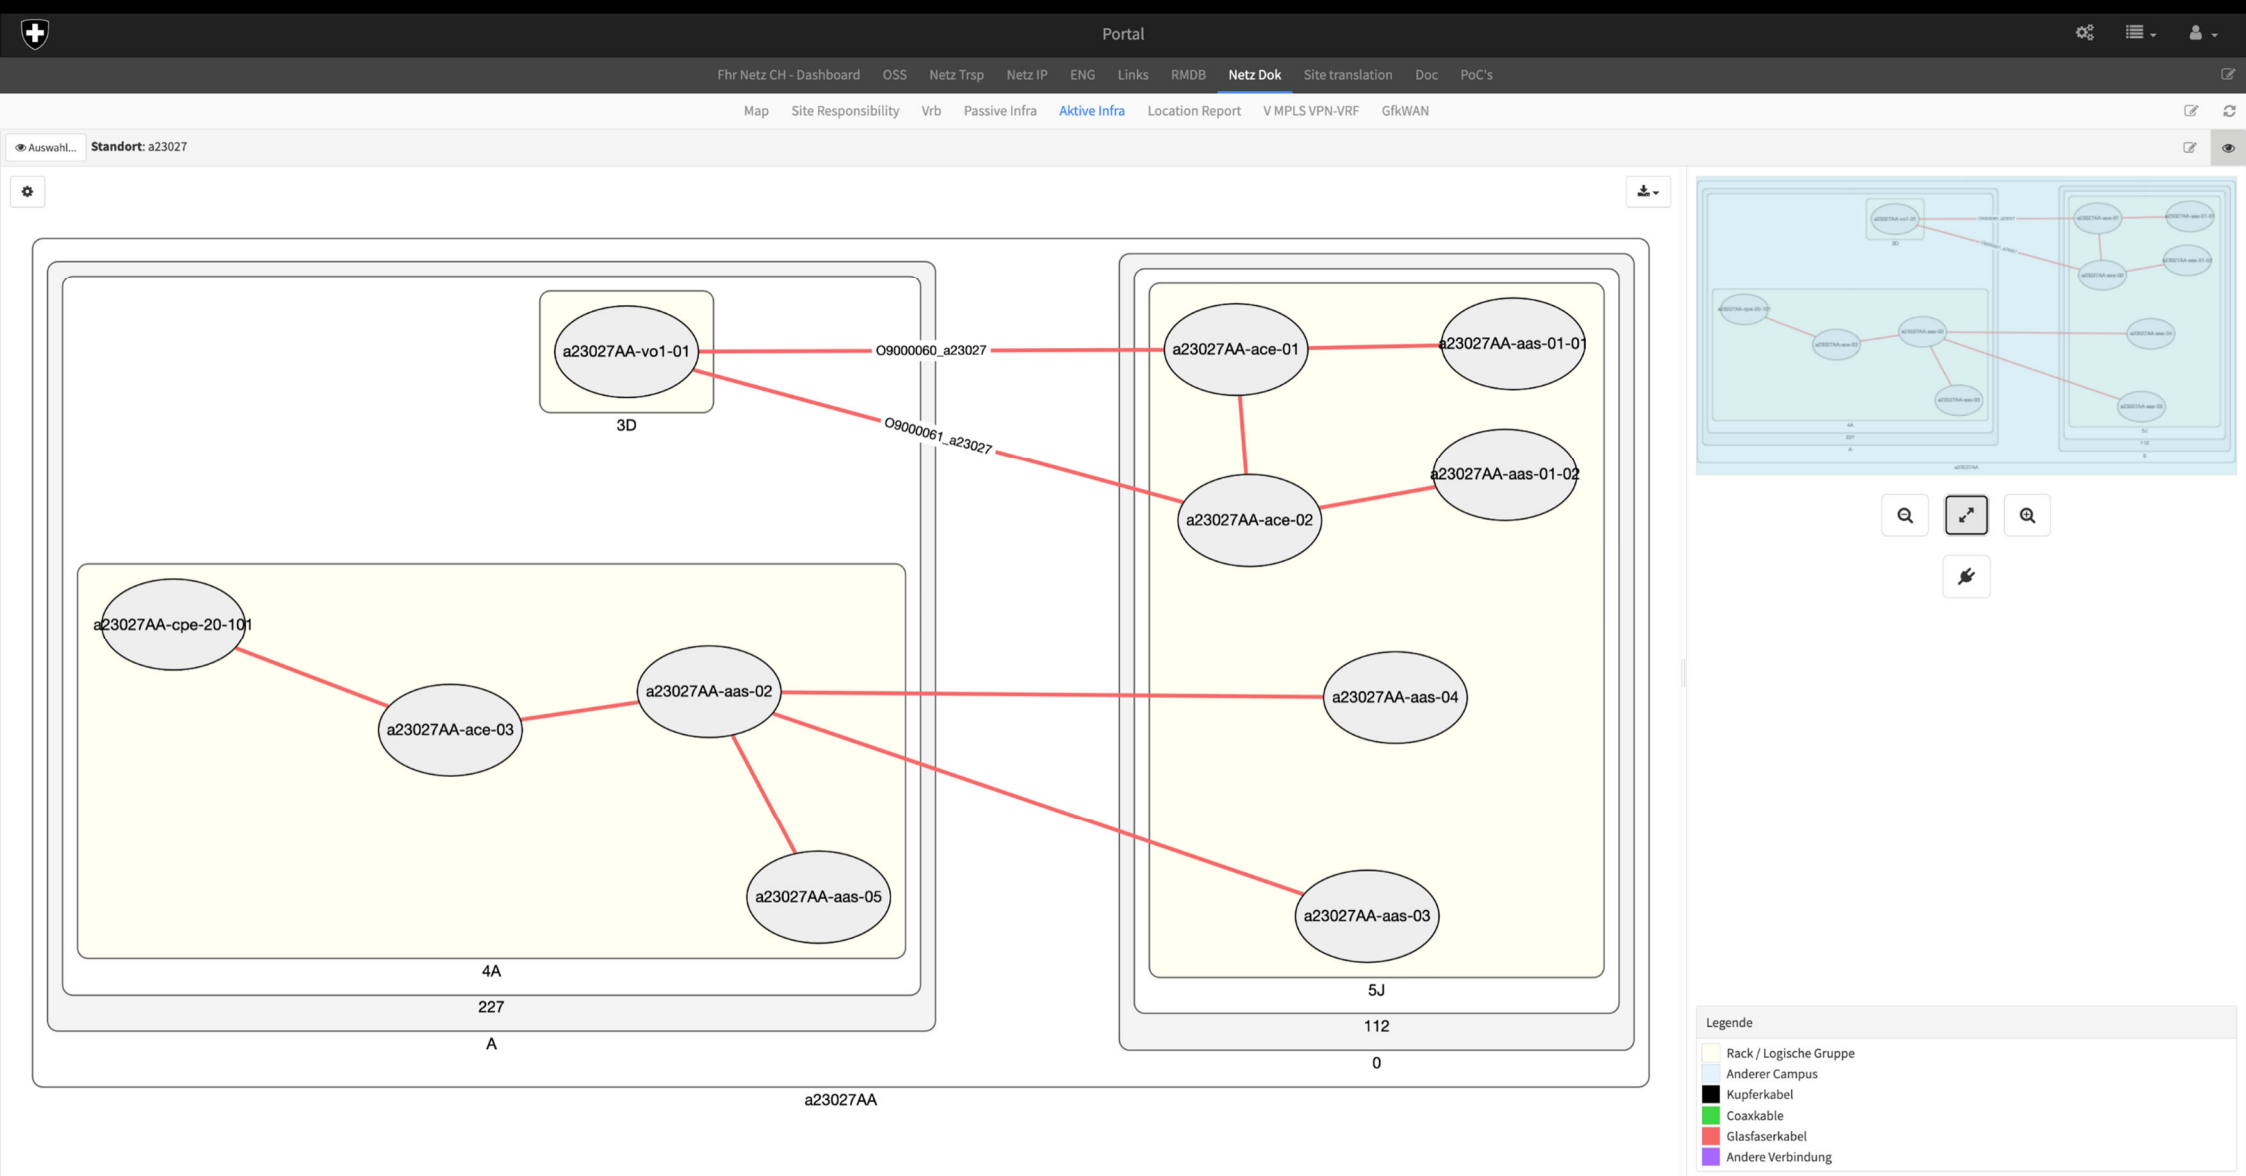 Portal
Fhr Netz CH - Dashboard OSS Netz Trsp Netz IP ENG Links RMDB Netz Dok Site translation Doc PoC's
Map Site Responsibility Vrb Passive Infra Aktive Infra Location Report V MPLS VPN-VRF GfkWAN
Auswahl... Standort: a23027
a23027AA-vo1-01
3D
O9000060_a23027
O9000061_a23027
a23027AA-ace-01
a23027AA-aas-01-01
a23027AA-ace-02
a23027AA-aas-01-02
a23027AA-cpe-20-101
a23027AA-ace-03
a23027AA-aas-02
a23027AA-aas-04
a23027AA-aas-05
a23027AA-aas-03
4A
227
A
5J
112
0
a23027AA
Legende
Rack / Logische Gruppe
Anderer Campus
Kupferkabel
Coaxkable
Glasfaserkabel
Andere Verbindung